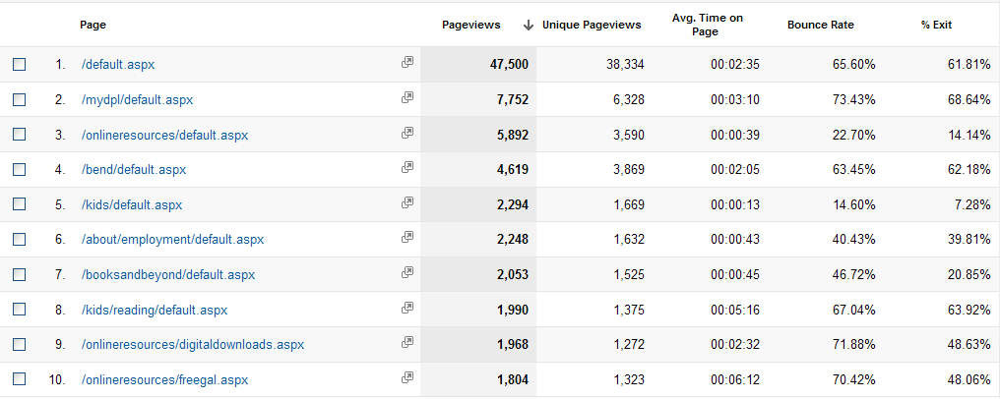 Page Pageviews Unique Pageviews Avg. Time on Page Bounce Rate % Exit
1. /default.aspx 47,500 38,334 00:02:35 65.60% 61.81%
2. /mydpl/default.aspx 7,752 6,328 00:03:10 73.43% 68.64%
3. /onlineresources/default.aspx 5,892 3,590 00:00:39 22.70% 14.14%
4. /bend/default.aspx 4,619 3,869 00:02:05 63.45% 62.18%
5. /kids/default.aspx 2,294 1,669 00:00:13 14.60% 7.28%
6. /about/employment/default.aspx 2,248 1,632 00:00:43 40.43% 39.81%
7. /booksandbeyond/default.aspx 2,053 1,525 00:00:45 46.72% 20.85%
8. /kids/reading/default.aspx 1,990 1,375 00:05:16 67.04% 63.92%
9. /onlineresources/digitaldownloads.aspx 1,968 1,272 00:02:32 71.88% 48.63%
10. /onlineresources/freegal.aspx 1,804 1,323 00:06:12 70.42% 48.06%